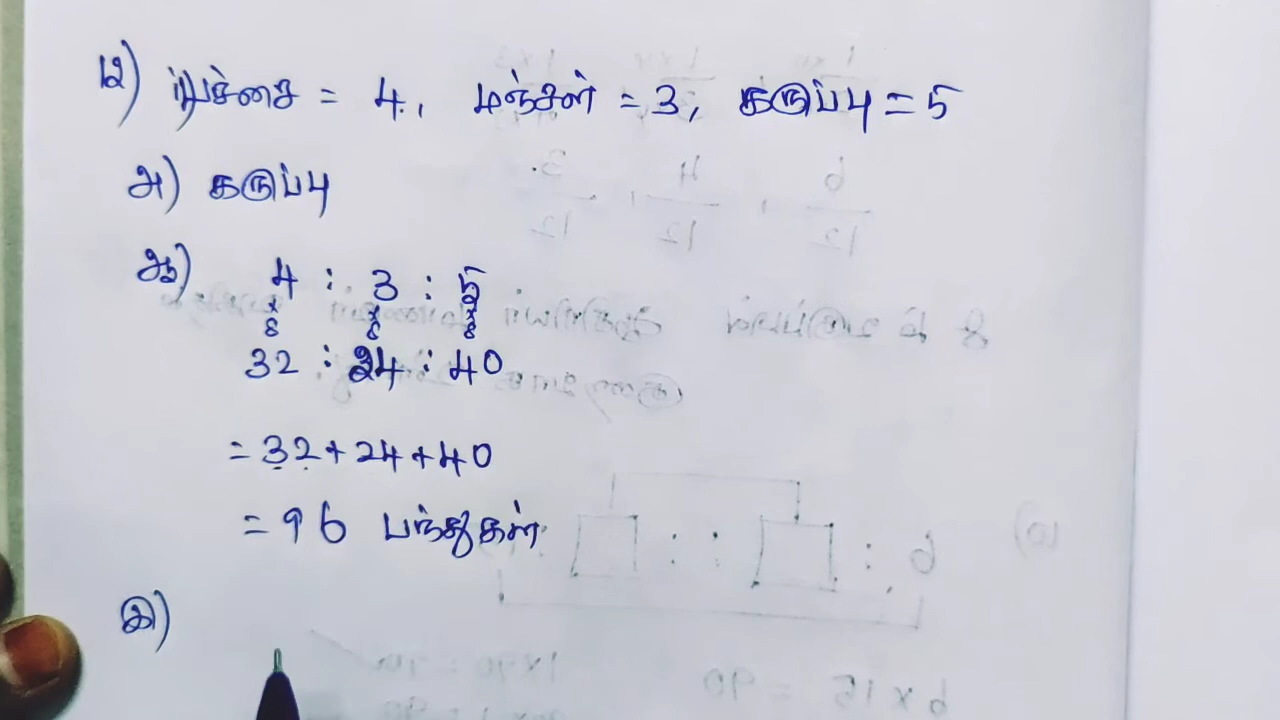 12) பச்சை = 4, மஞ்சள் = 3, கருப்பு = 5
அ) கருப்பு
ஆ) 4 : 3 : 5
× 8 × 8 × 8
32 : 24 : 40
= 32 + 24 + 40
= 96 பந்துகள்
இ)